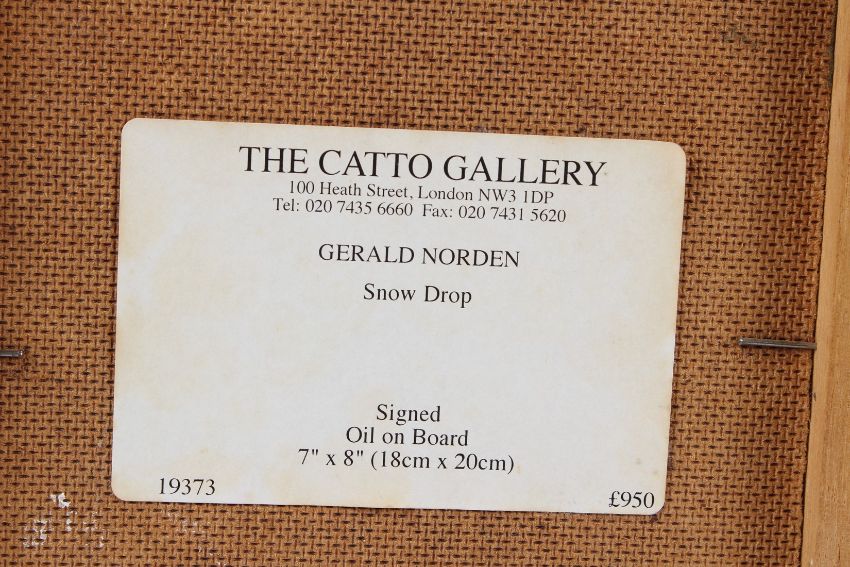 THE CATTO GALLERY
100 Heath Street, London NW3 1DP
Tel: 020 7435 6660 Fax: 020 7431 5620
GERALD NORDEN
Snow Drop
Signed
Oil on Board
7" x 8" (18cm x 20cm)
19373 £950